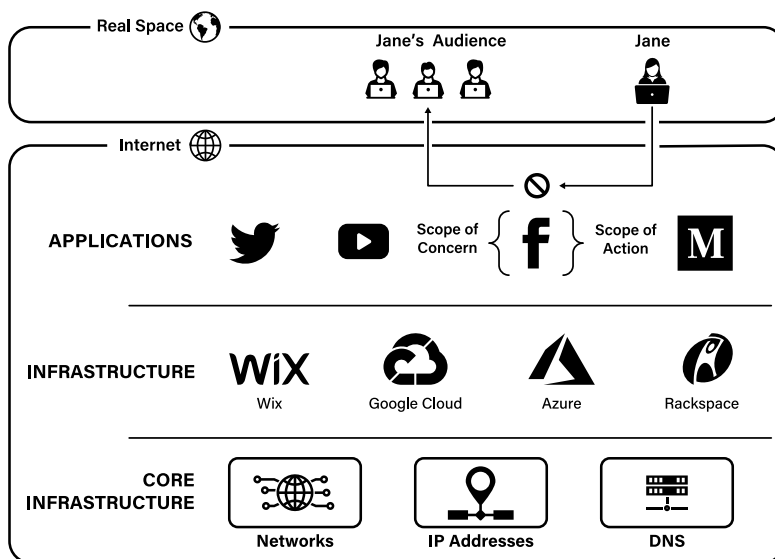 Real Space
Jane's Audience
Jane
Internet
APPLICATIONS
Scope of
Concern
f
Scope of
Action
M
INFRASTRUCTURE
WiX
Wix
Google Cloud
Azure
Rackspace
CORE
INFRASTRUCTURE
Networks
IP Addresses
DNS